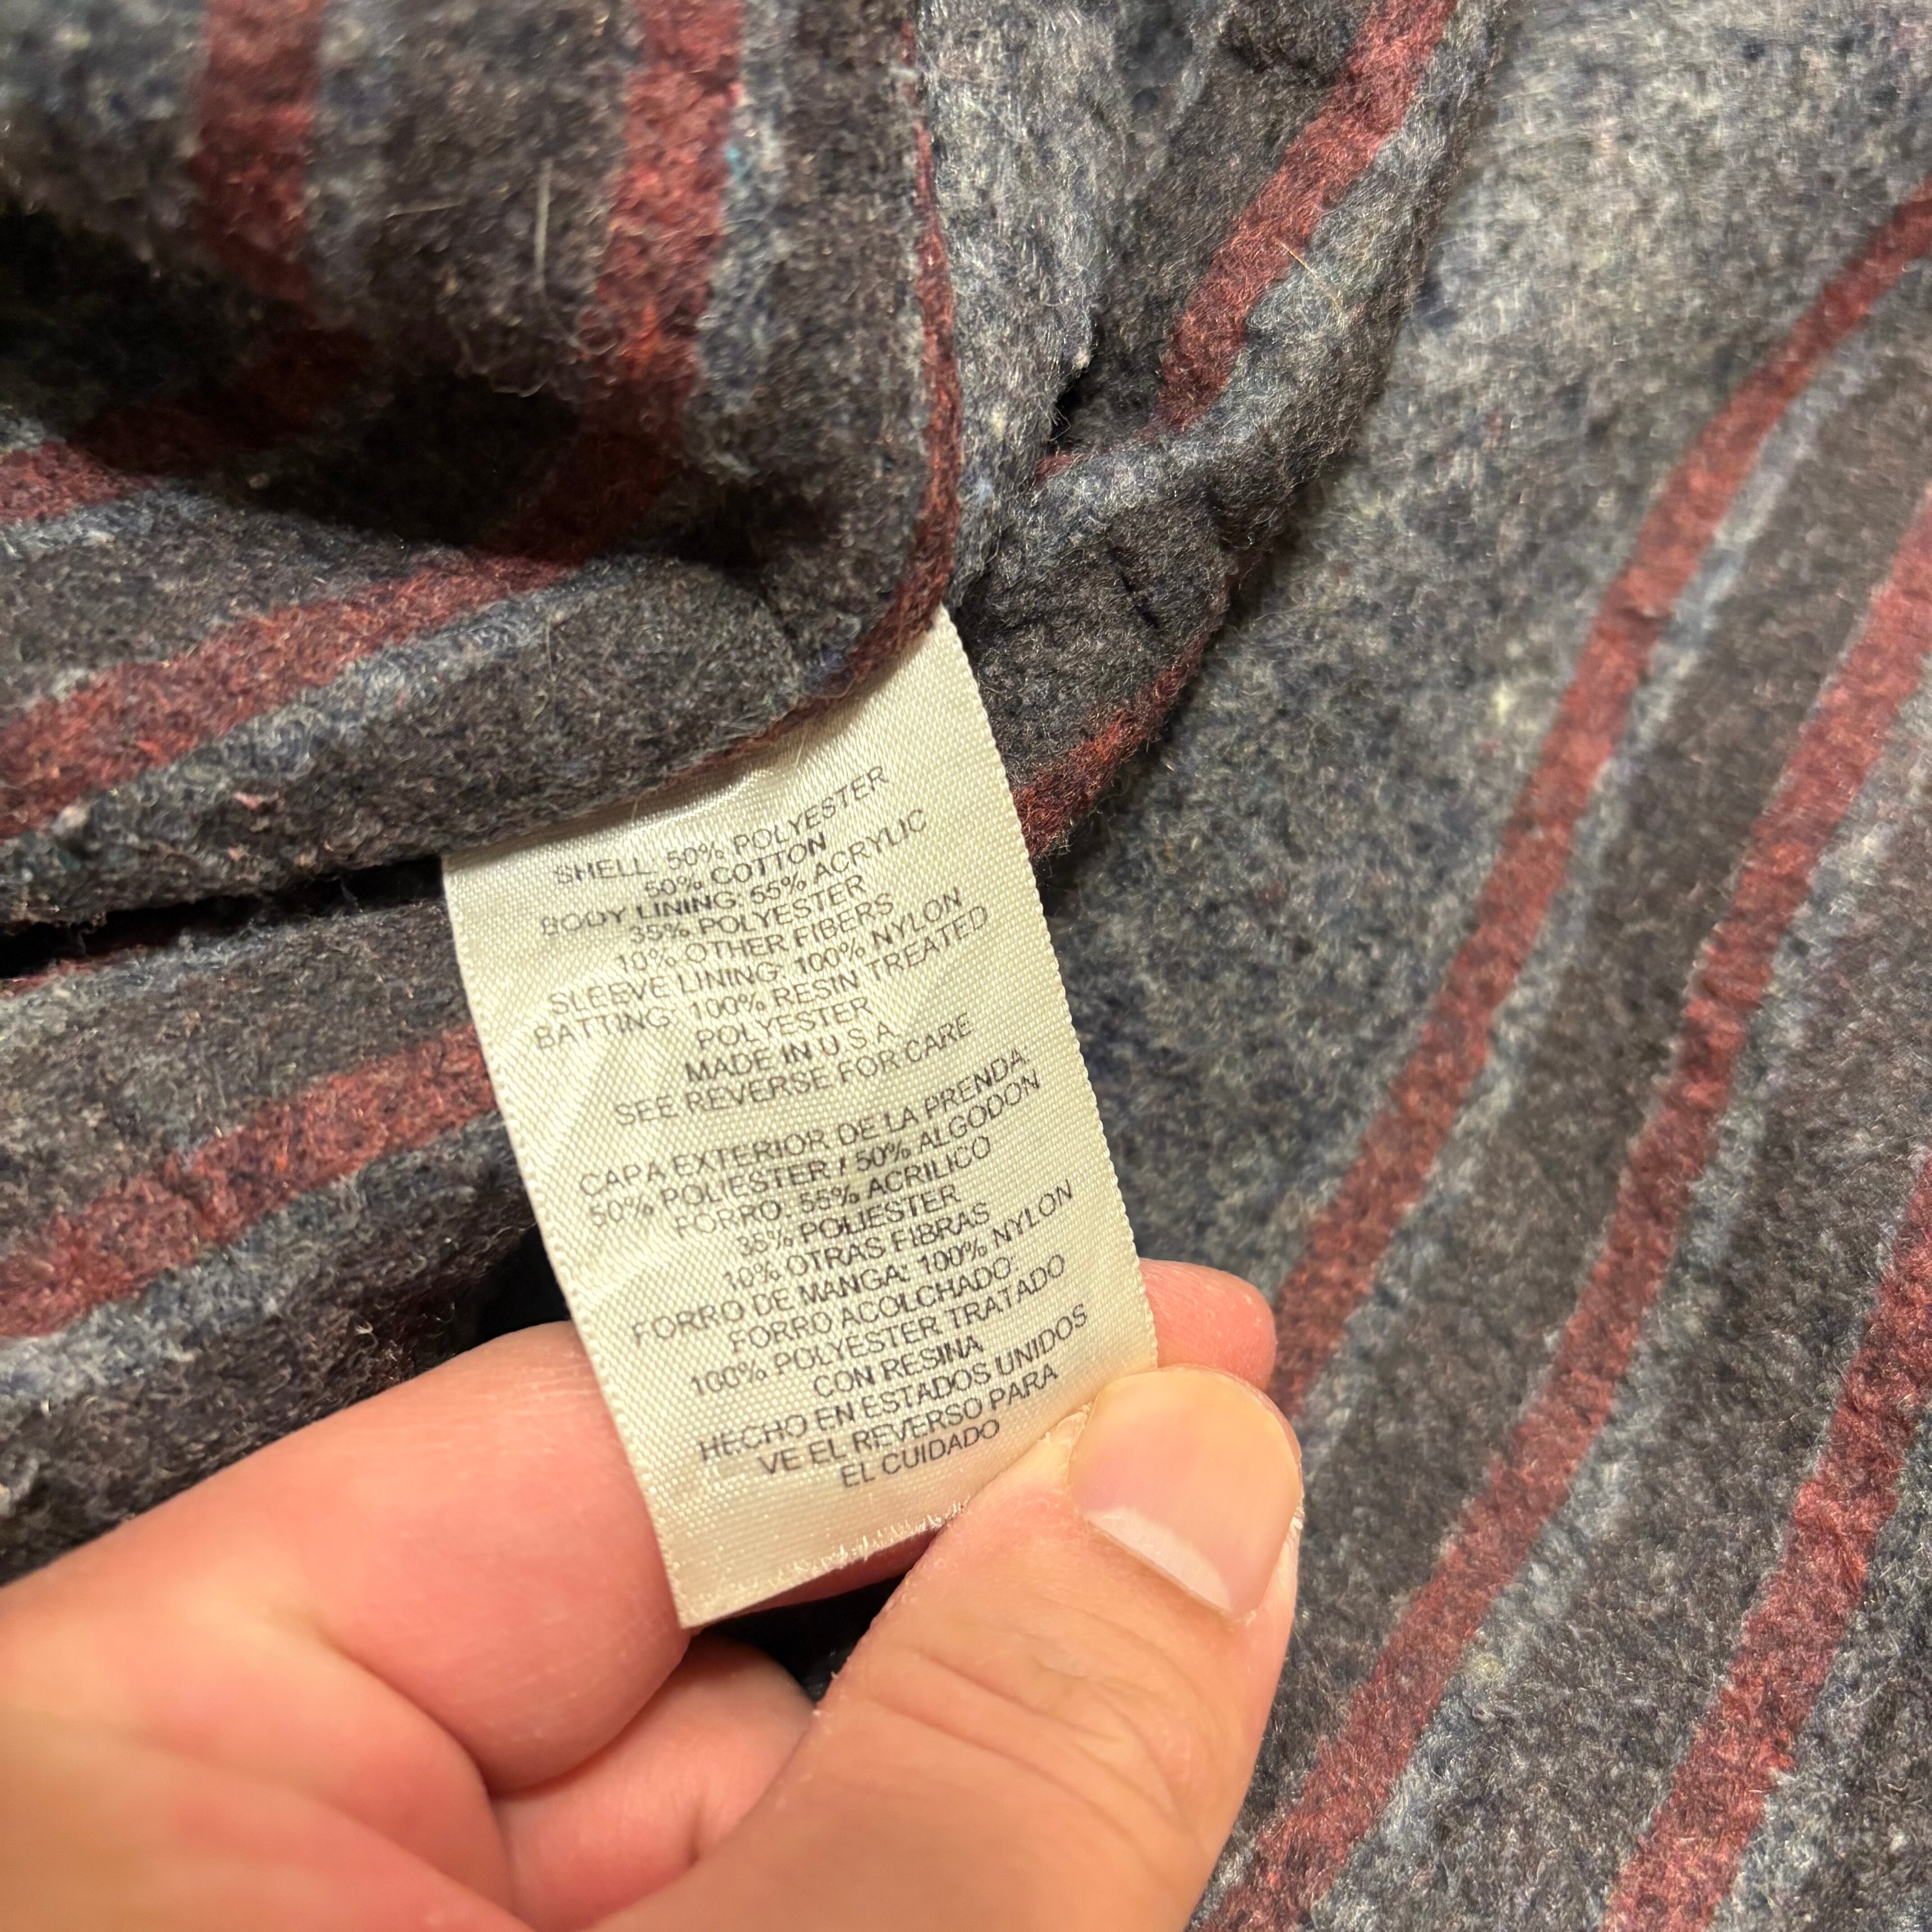 SHELL: 50% POLYESTER
50% COTTON
BODY LINING: 55% ACRYLIC
35% POLYESTER
10% OTHER FIBERS
SLEEVE LINING: 100% NYLON
BATTING: 100% RESIN TREATED
POLYESTER
MADE IN U.S.A.
SEE REVERSE FOR CARE
CAPA EXTERIOR DE LA PRENDA:
50% POLIESTER / 50% ALGODON
FORRO: 55% ACRILICO
35% POLIESTER
10% OTRAS FIBRAS
FORRO DE MANGA: 100% NYLON
FORRO ACOLCHADO:
100% POLYESTER TRATADO
CON RESINA
HECHO EN ESTADOS UNIDOS
VE EL REVERSO PARA
EL CUIDADO